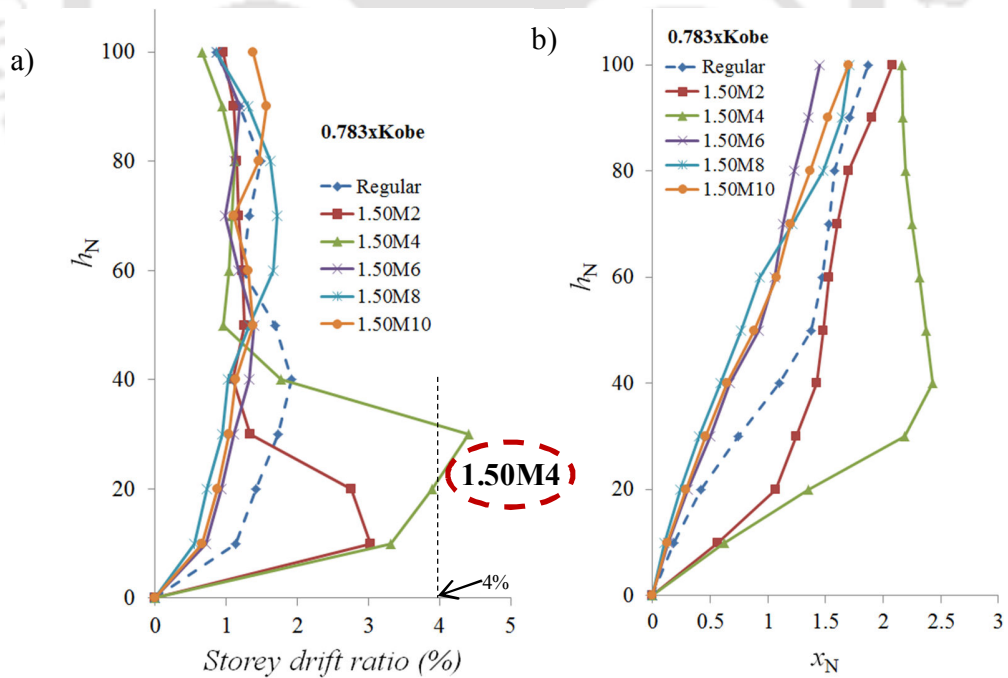 a)
h_N
100
80
60
40
20
0
0 1 2 3 4 5
Storey drift ratio (%)
0.783xKobe
Regular
1.50M2
1.50M4
1.50M6
1.50M8
1.50M10
1.50M4
4%
b)
h_N
100
80
60
40
20
0
0 0.5 1 1.5 2 2.5 3
x_N
0.783xKobe
Regular
1.50M2
1.50M4
1.50M6
1.50M8
1.50M10